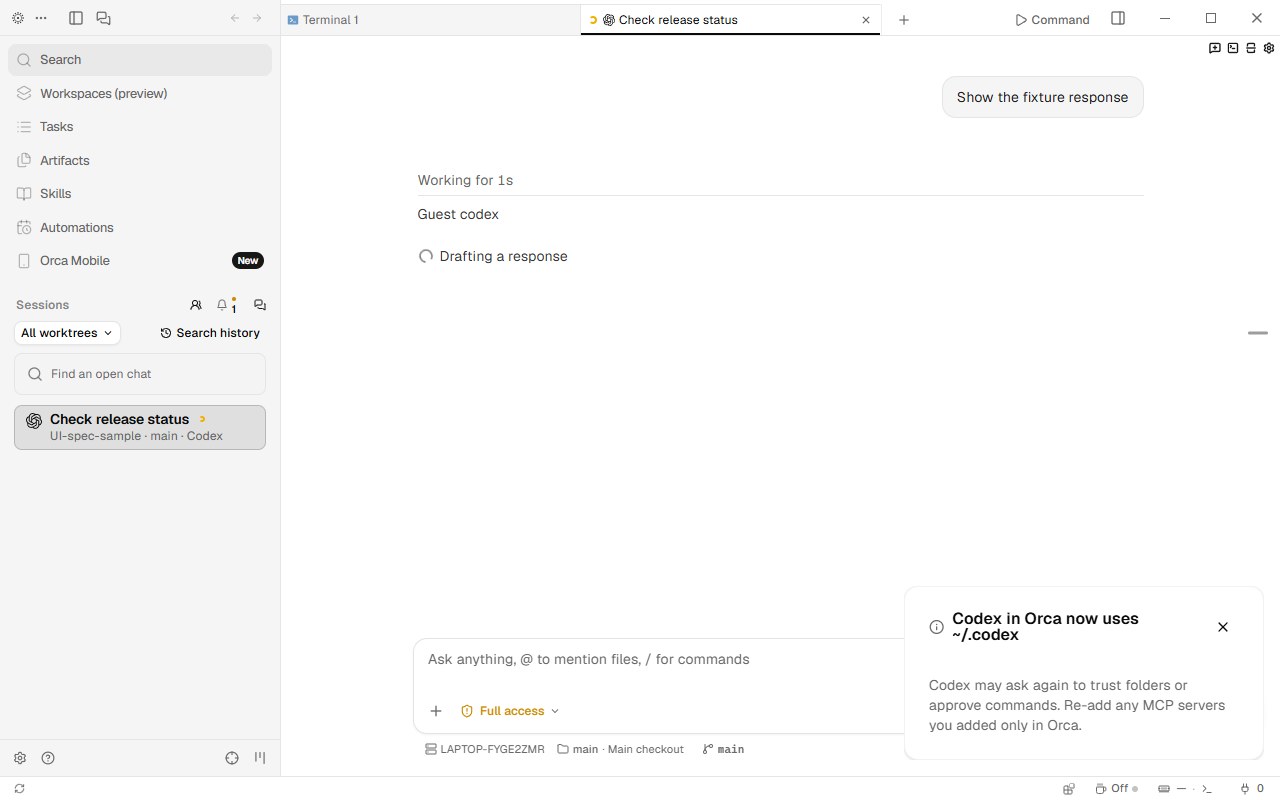 Terminal 1
Check release status
Command
Search
Workspaces (preview)
Tasks
Artifacts
Skills
Automations
Orca Mobile
New
Sessions
1
All worktrees
Search history
Find an open chat
Check release status
UI-spec-sample · main · Codex
Show the fixture response
Working for 1s
Guest codex
Drafting a response
Ask anything, @ to mention files, / for commands
Full access
LAPTOP-FYGE2ZMR
main · Main checkout
main
Codex in Orca now uses
~/.codex
Codex may ask again to trust folders or
approve commands. Re-add any MCP servers
you added only in Orca.
Off
— ·
0